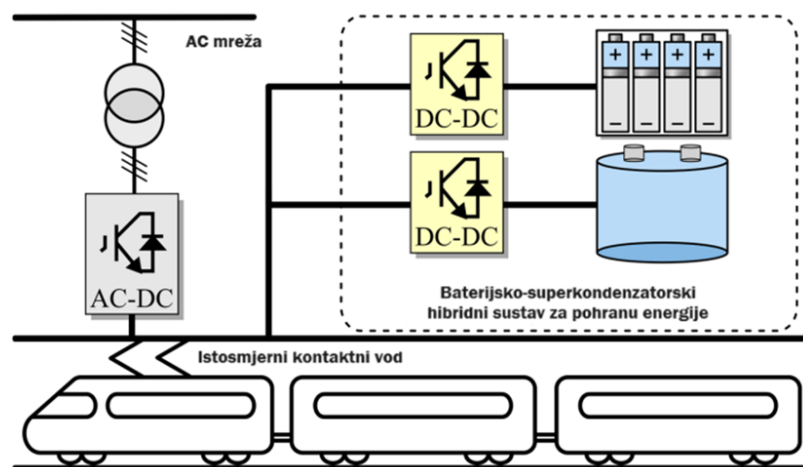 AC mreža
DC-DC
DC-DC
AC-DC
Baterijsko-superkondenzatorski
hibridni sustav za pohranu energije
Istosmjerni kontaktni vod